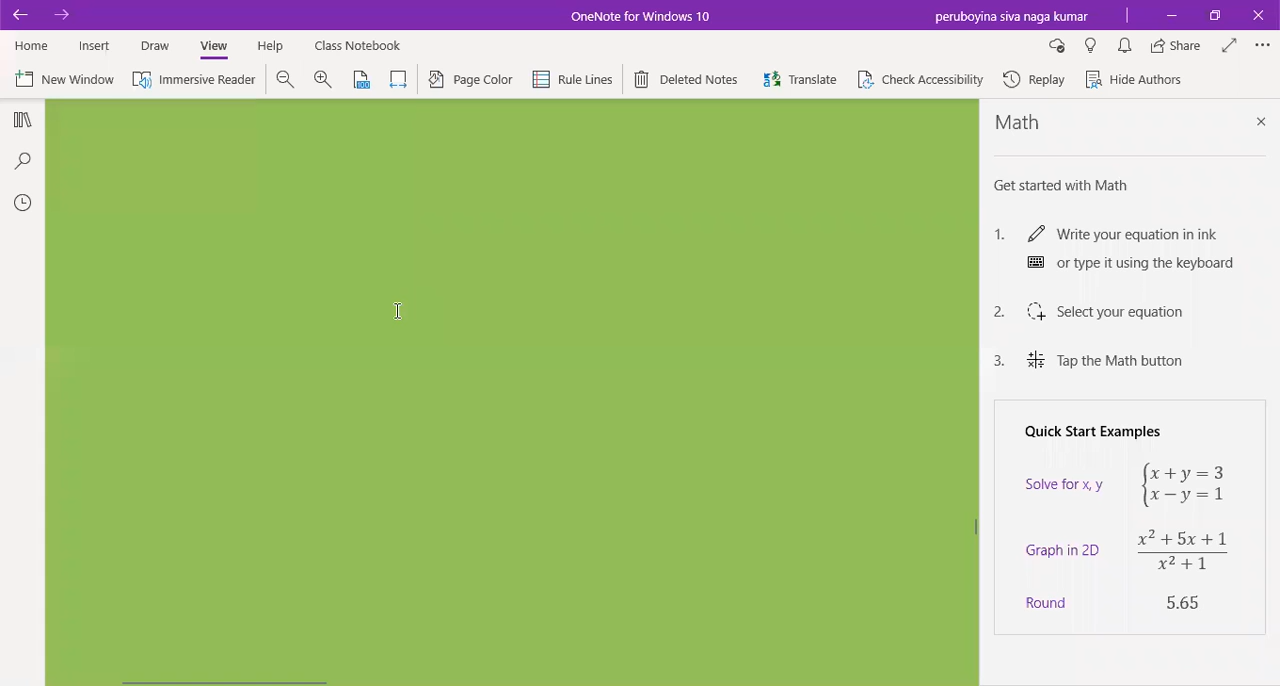 OneNote for Windows 10
peruboyina siva naga kumar
Home Insert Draw View Help Class Notebook Share
New Window Immersive Reader 100 Page Color Rule Lines Deleted Notes Translate Check Accessibility Replay Hide Authors
Math
Get started with Math
1. Write your equation in ink
or type it using the keyboard
2. Select your equation
3. Tap the Math button
Quick Start Examples
Solve for x, y { x + y = 3
x − y = 1
Graph in 2D x² + 5x + 1
x² + 1
Round 5.65